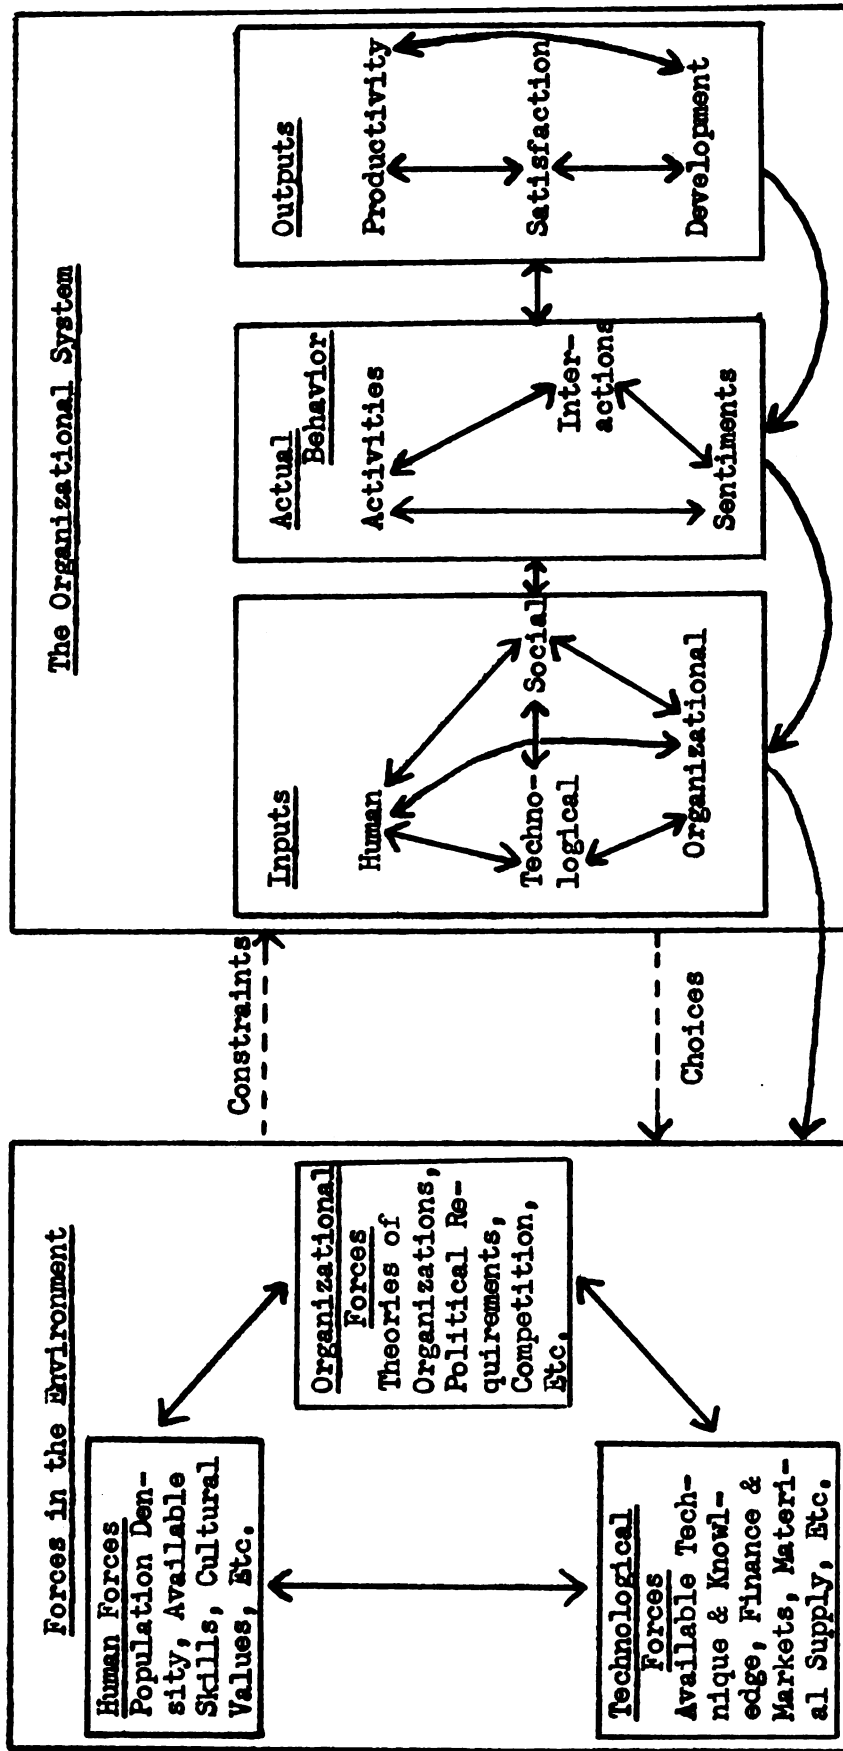 Forces in the Environment
Human Forces
Population Den-
sity, Available
Skills, Cultural
Values, Etc.
Organizational
Forces
Theories of
Organizations,
Political Re-
quirements,
Competition,
Etc.
Technological
Forces
Available Tech-
nique & Knowl-
edge, Finance &
Markets, Materi-
al Supply, Etc.
Constraints
Choices
The Organizational System
Inputs
Human
Techno-
logical
Social
Organizational
Actual
Behavior
Activities
Inter-
actions
Sentiments
Outputs
Productivity
Satisfaction
Development